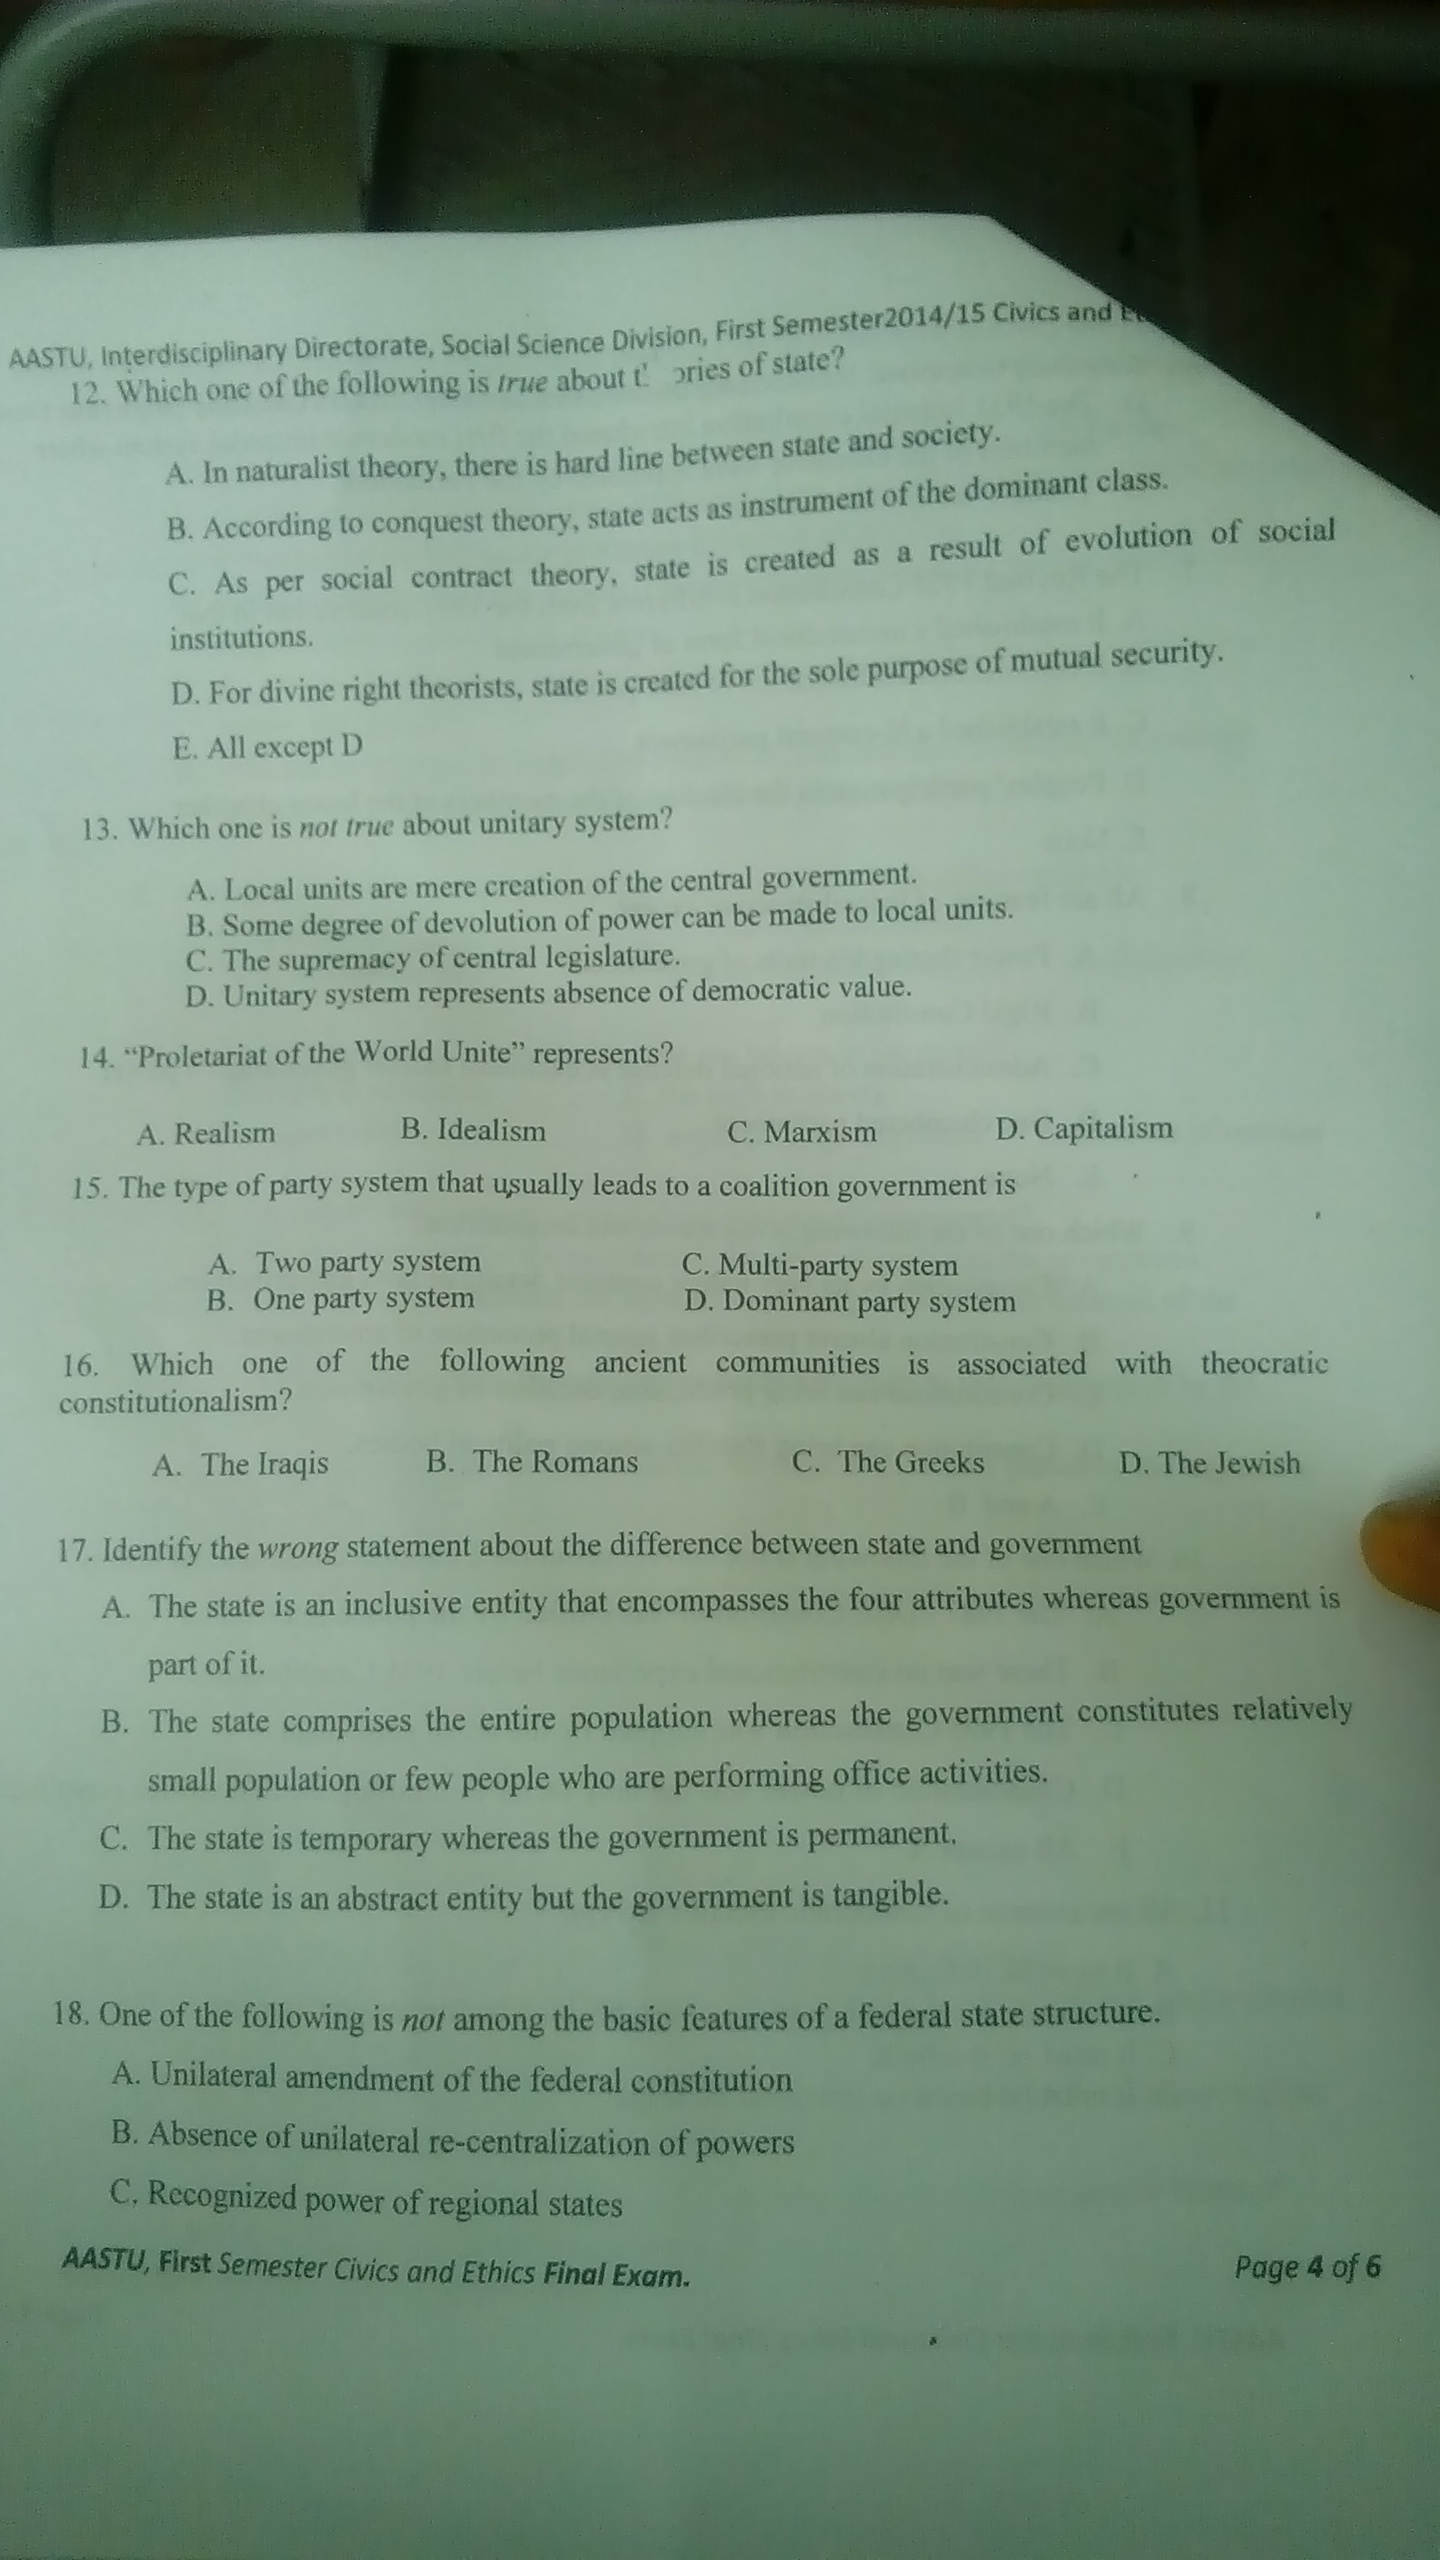 AASTU, Interdisciplinary Directorate, Social Science Division, First Semester2014/15 Civics and
12. Which one of the following is true about ories of state?
A. In naturalist theory, there is hard line between state and society.
B. According to conquest theory, state acts as instrument of the dominant class.
C. As per social contract theory, state is created as a result of evolution of social
institutions.
D. For divine right theorists, state is created for the sole purpose of mutual security.
E. All except D
13. Which one is not true about unitary system?
A. Local units are mere creation of the central government.
B. Some degree of devolution of power can be made to local units.
C. The supremacy of central legislature.
D. Unitary system represents absence of democratic value.
14. “Proletariat of the World Unite” represents?
A. Realism B. Idealism C. Marxism D. Capitalism
15. The type of party system that usually leads to a coalition government is
A. Two party system C. Multi-party system
B. One party system D. Dominant party system
16. Which one of the following ancient communities is associated with theocratic
constitutionalism?
A. The Iraqis B. The Romans C. The Greeks D. The Jewish
17. Identify the wrong statement about the difference between state and government
A. The state is an inclusive entity that encompasses the four attributes whereas government is
part of it.
B. The state comprises the entire population whereas the government constitutes relatively
small population or few people who are performing office activities.
C. The state is temporary whereas the government is permanent.
D. The state is an abstract entity but the government is tangible.
18. One of the following is not among the basic features of a federal state structure.
A. Unilateral amendment of the federal constitution
B. Absence of unilateral re-centralization of powers
C. Recognized power of regional states
AASTU, First Semester Civics and Ethics Final Exam. Page 4 of 6